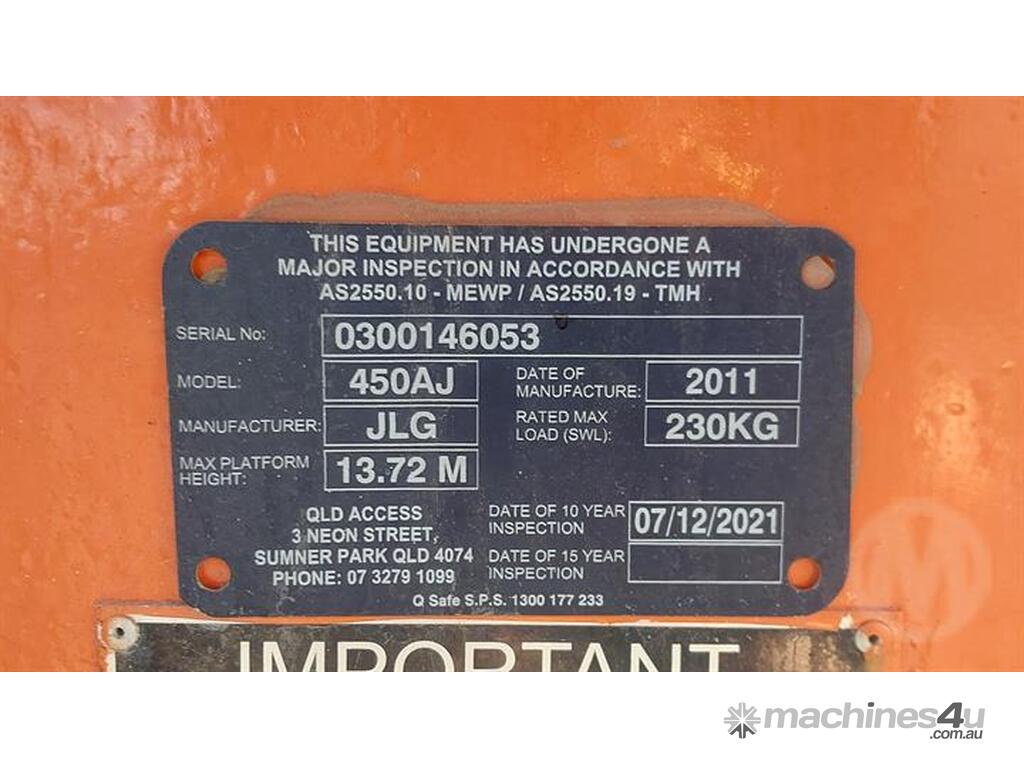 THIS EQUIPMENT HAS UNDERGONE A
MAJOR INSPECTION IN ACCORDANCE WITH
AS2550.10 - MEWP / AS2550.19 - TMH
SERIAL No: 0300146053
MODEL: 450AJ
DATE OF MANUFACTURE: 2011
MANUFACTURER: JLG
RATED MAX LOAD (SWL): 230KG
MAX PLATFORM HEIGHT: 13.72 M
QLD ACCESS
3 NEON STREET,
SUMNER PARK QLD 4074
PHONE: 07 3279 1099
DATE OF 10 YEAR INSPECTION 07/12/2021
DATE OF 15 YEAR INSPECTION
Q Safe S.P.S. 1300 177 233
IMPORTANT
M
machines4u
.com.au